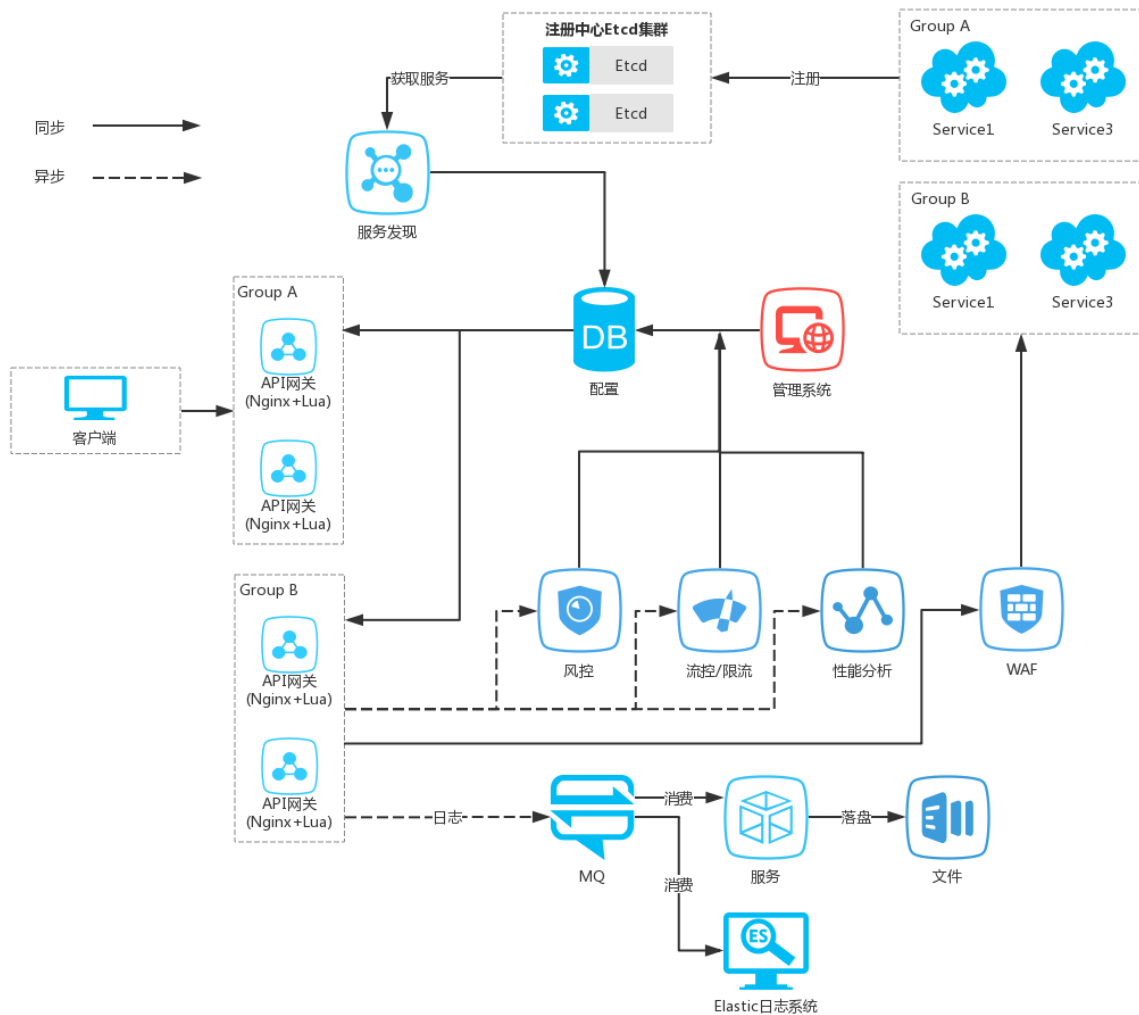 注册中心Etcd集群
Etcd
Etcd
获取服务
注册
Group A
Service1
Service3
同步
异步
服务发现
Group B
Service1
Service3
Group A
API网关
(Nginx+Lua)
API网关
(Nginx+Lua)
客户端
DB
配置
管理系统
Group B
API网关
(Nginx+Lua)
API网关
(Nginx+Lua)
风控
流控/限流
性能分析
WAF
日志
MQ
消费
服务
落盘
文件
消费
ES
Elastic日志系统